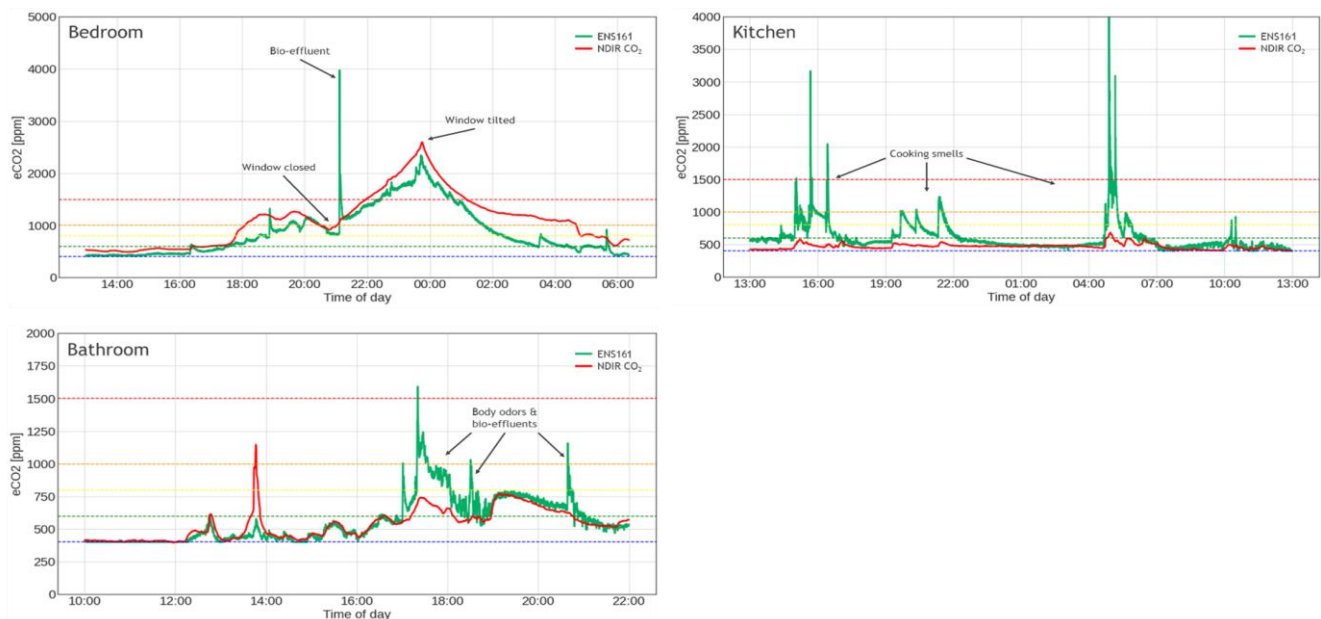 Bedroom
ENS161
NDIR CO₂
Bio-effluent
Window tilted
Window closed
eCO2 [ppm]
5000
4000
3000
2000
1000
0
14:00 16:00 18:00 20:00 22:00 00:00 02:00 04:00 06:00
Time of day
Kitchen
ENS161
NDIR CO₂
Cooking smells
eCO2 [ppm]
4000
3500
3000
2500
2000
1500
1000
500
0
13:00 16:00 19:00 22:00 01:00 04:00 07:00 10:00 13:00
Time of day
Bathroom
ENS161
NDIR CO₂
Body odors &
bio-effluents
eCO2 [ppm]
2000
1750
1500
1250
1000
750
500
250
0
10:00 12:00 14:00 16:00 18:00 20:00 22:00
Time of day